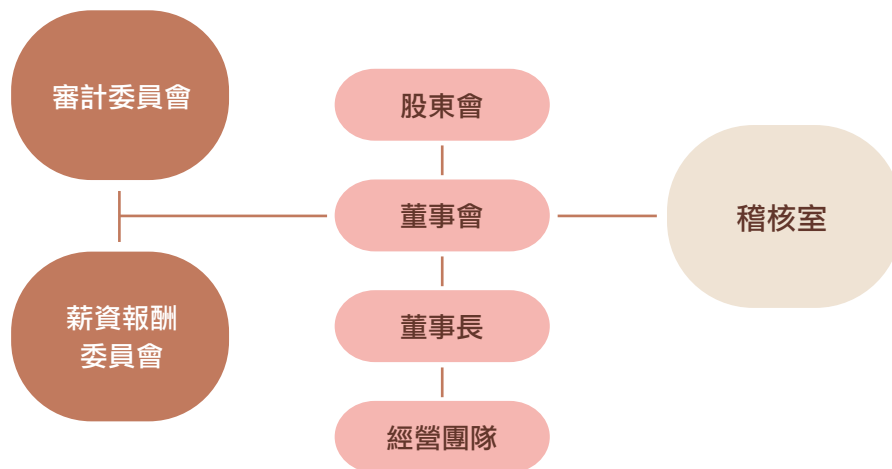 審計委員會
股東會
董事會
稽核室
薪資報酬
委員會
董事長
經營團隊